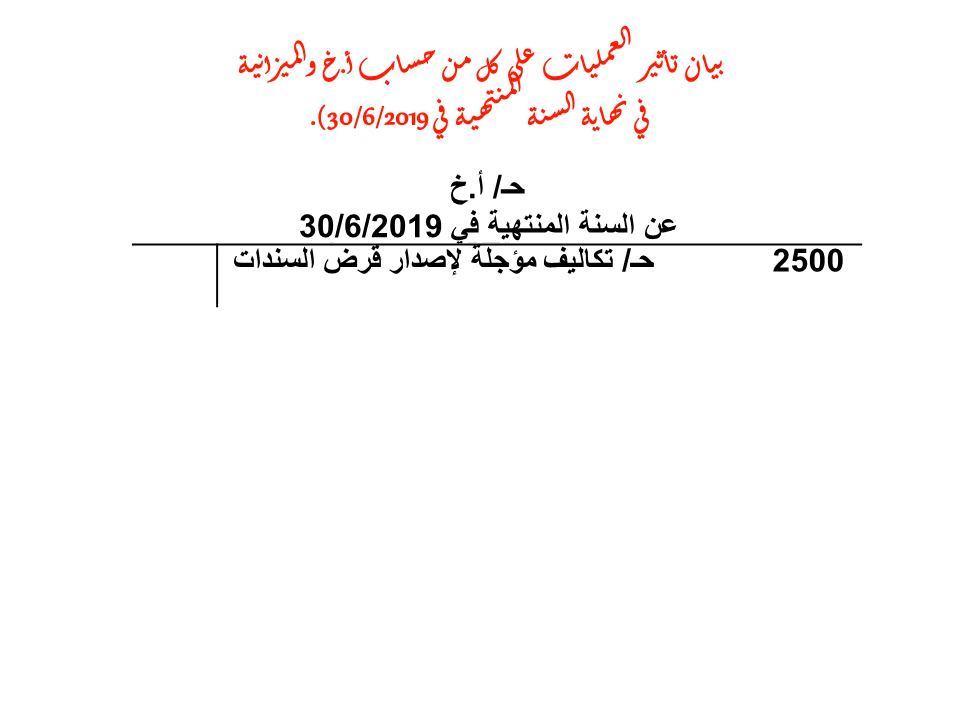 بيان تأثير العمليات على كل من حساب أ.خ والميزانية
في نهاية السنة المنتهية في 30/6/2019).
حـ/ أ.خ
عن السنة المنتهية في 30/6/2019
2500 حـ/ تكاليف مؤجلة لإصدار قرض السندات